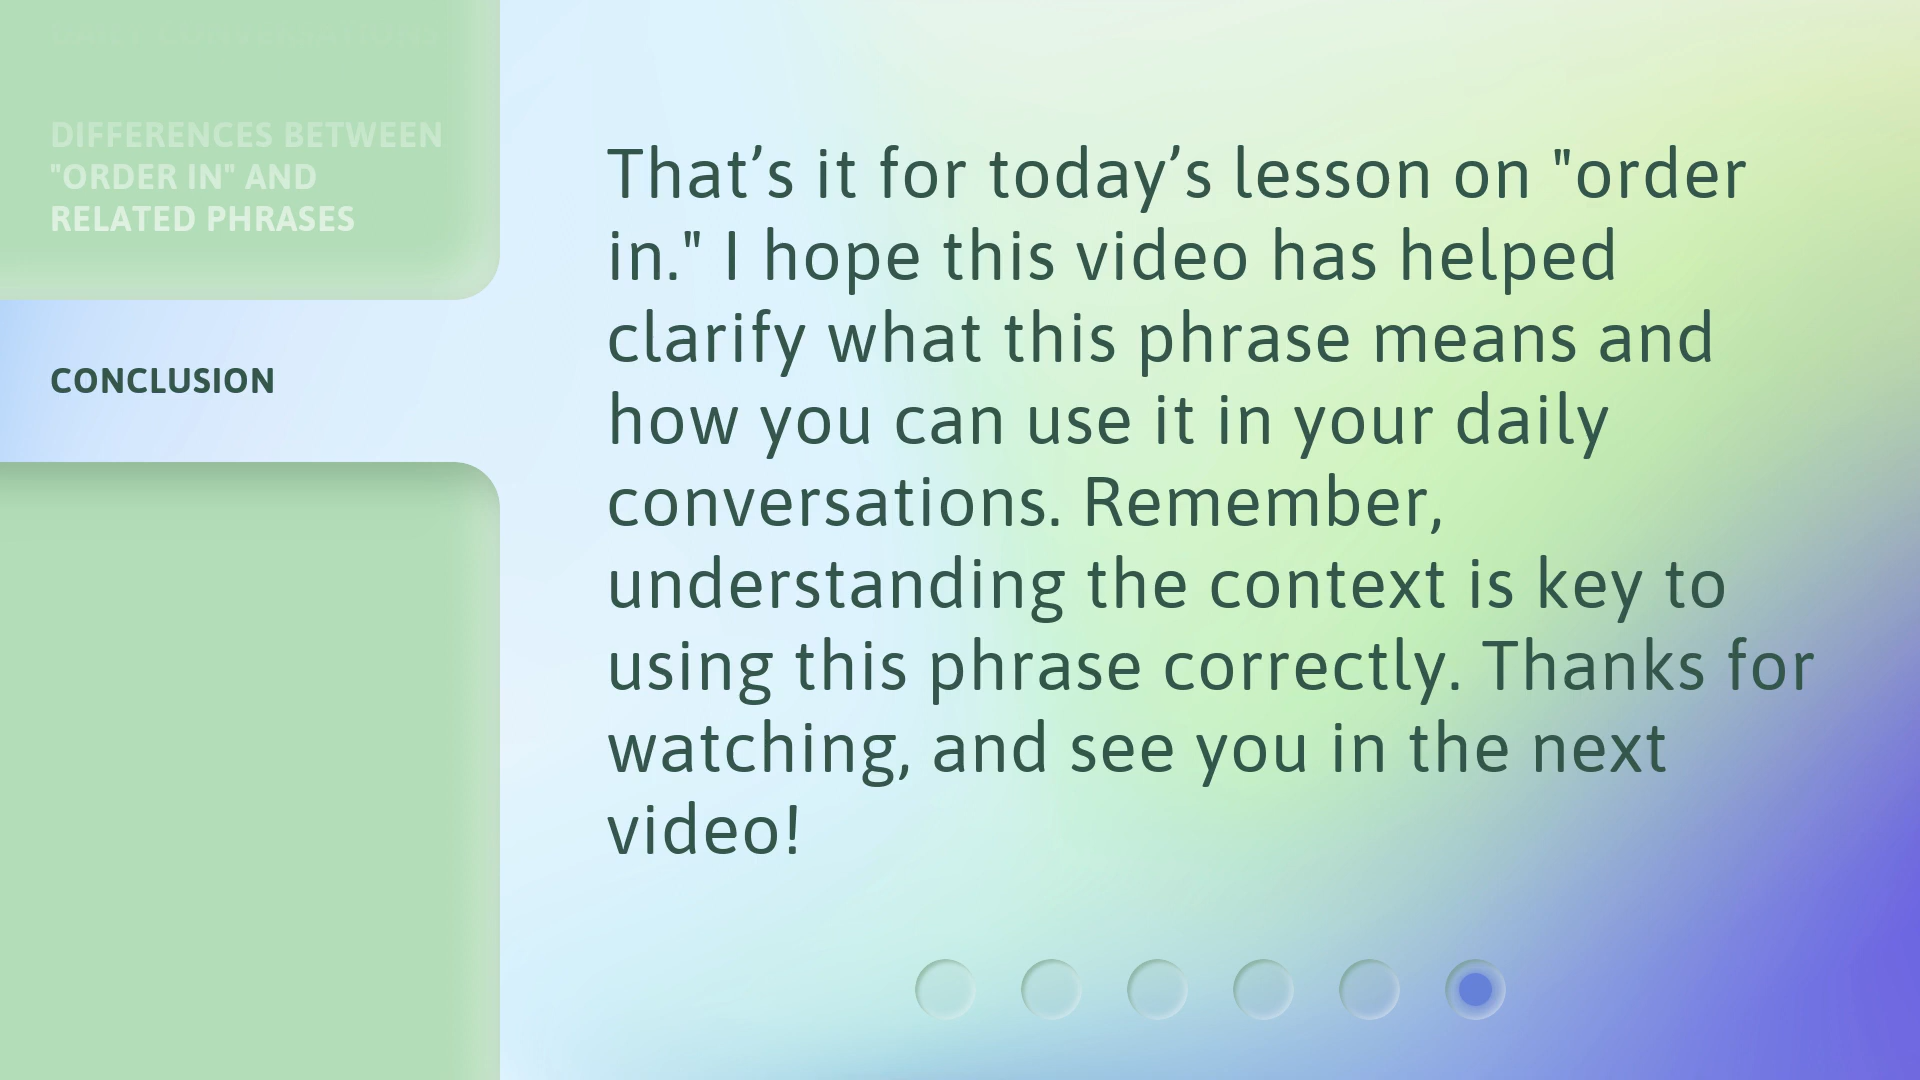 DAILY CONVERSATIONS
DIFFERENCES BETWEEN
"ORDER IN" AND
RELATED PHRASES
CONCLUSION
That’s it for today’s lesson on "order
in." I hope this video has helped
clarify what this phrase means and
how you can use it in your daily
conversations. Remember,
understanding the context is key to
using this phrase correctly. Thanks for
watching, and see you in the next
video!